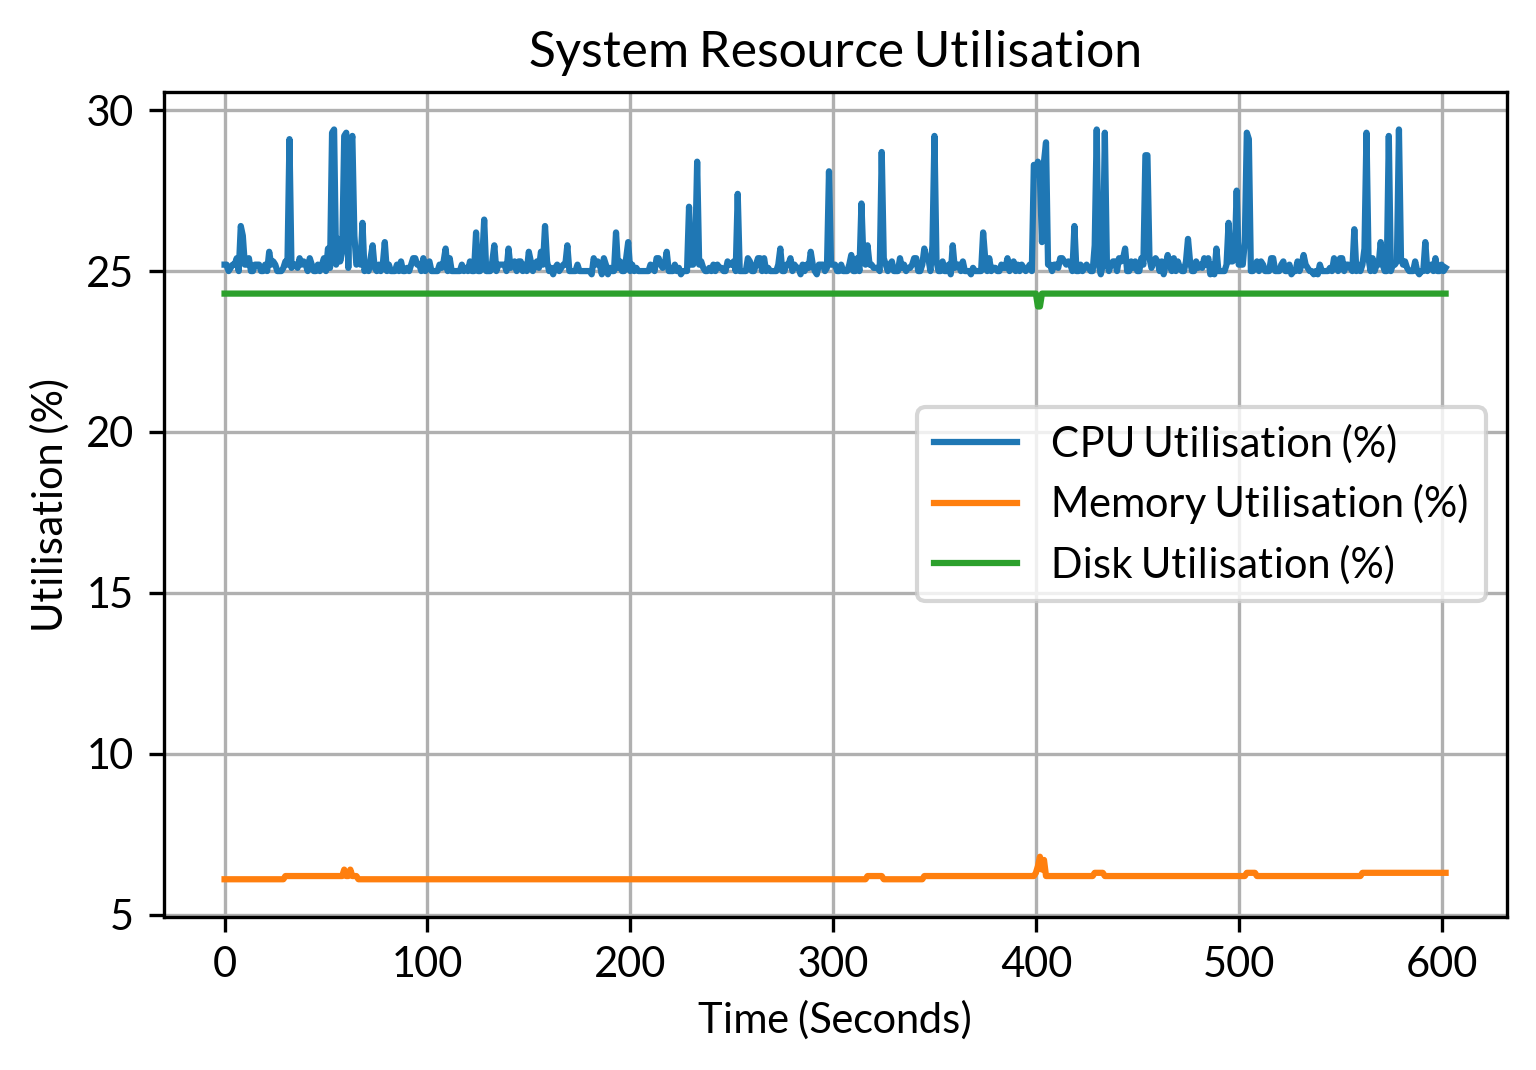 System Resource Utilisation
30
25
20
15
10
5
Utilisation (%)
CPU Utilisation (%)
Memory Utilisation (%)
Disk Utilisation (%)
0 100 200 300 400 500 600
Time (Seconds)